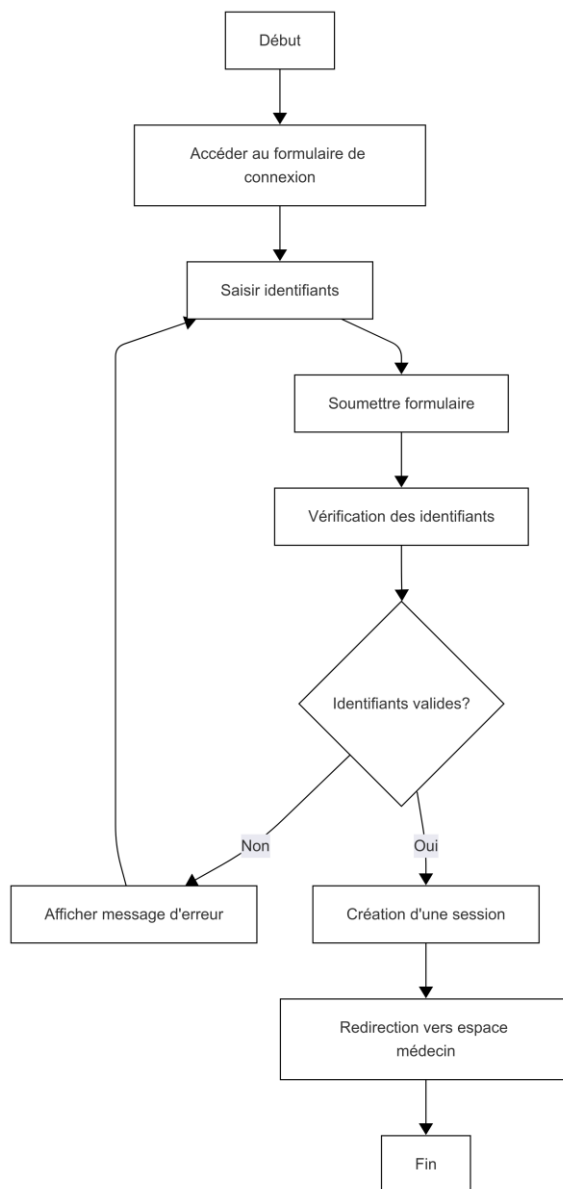 Début
Accéder au formulaire de
connexion
Saisir identifiants
Soumettre formulaire
Vérification des identifiants
Identifiants valides?
Non
Oui
Afficher message d'erreur
Création d'une session
Redirection vers espace
médecin
Fin